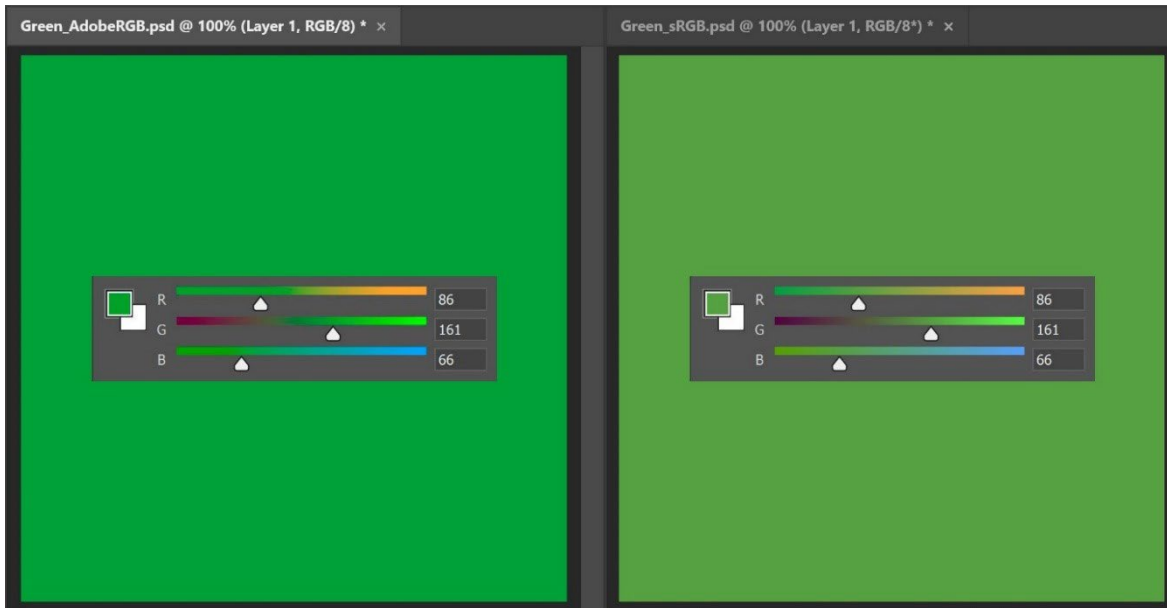 Green_AdobeRGB.psd @ 100% (Layer 1, RGB/8) * ×
Green_sRGB.psd @ 100% (Layer 1, RGB/8*) * ×
R 86
G 161
B 66
R 86
G 161
B 66